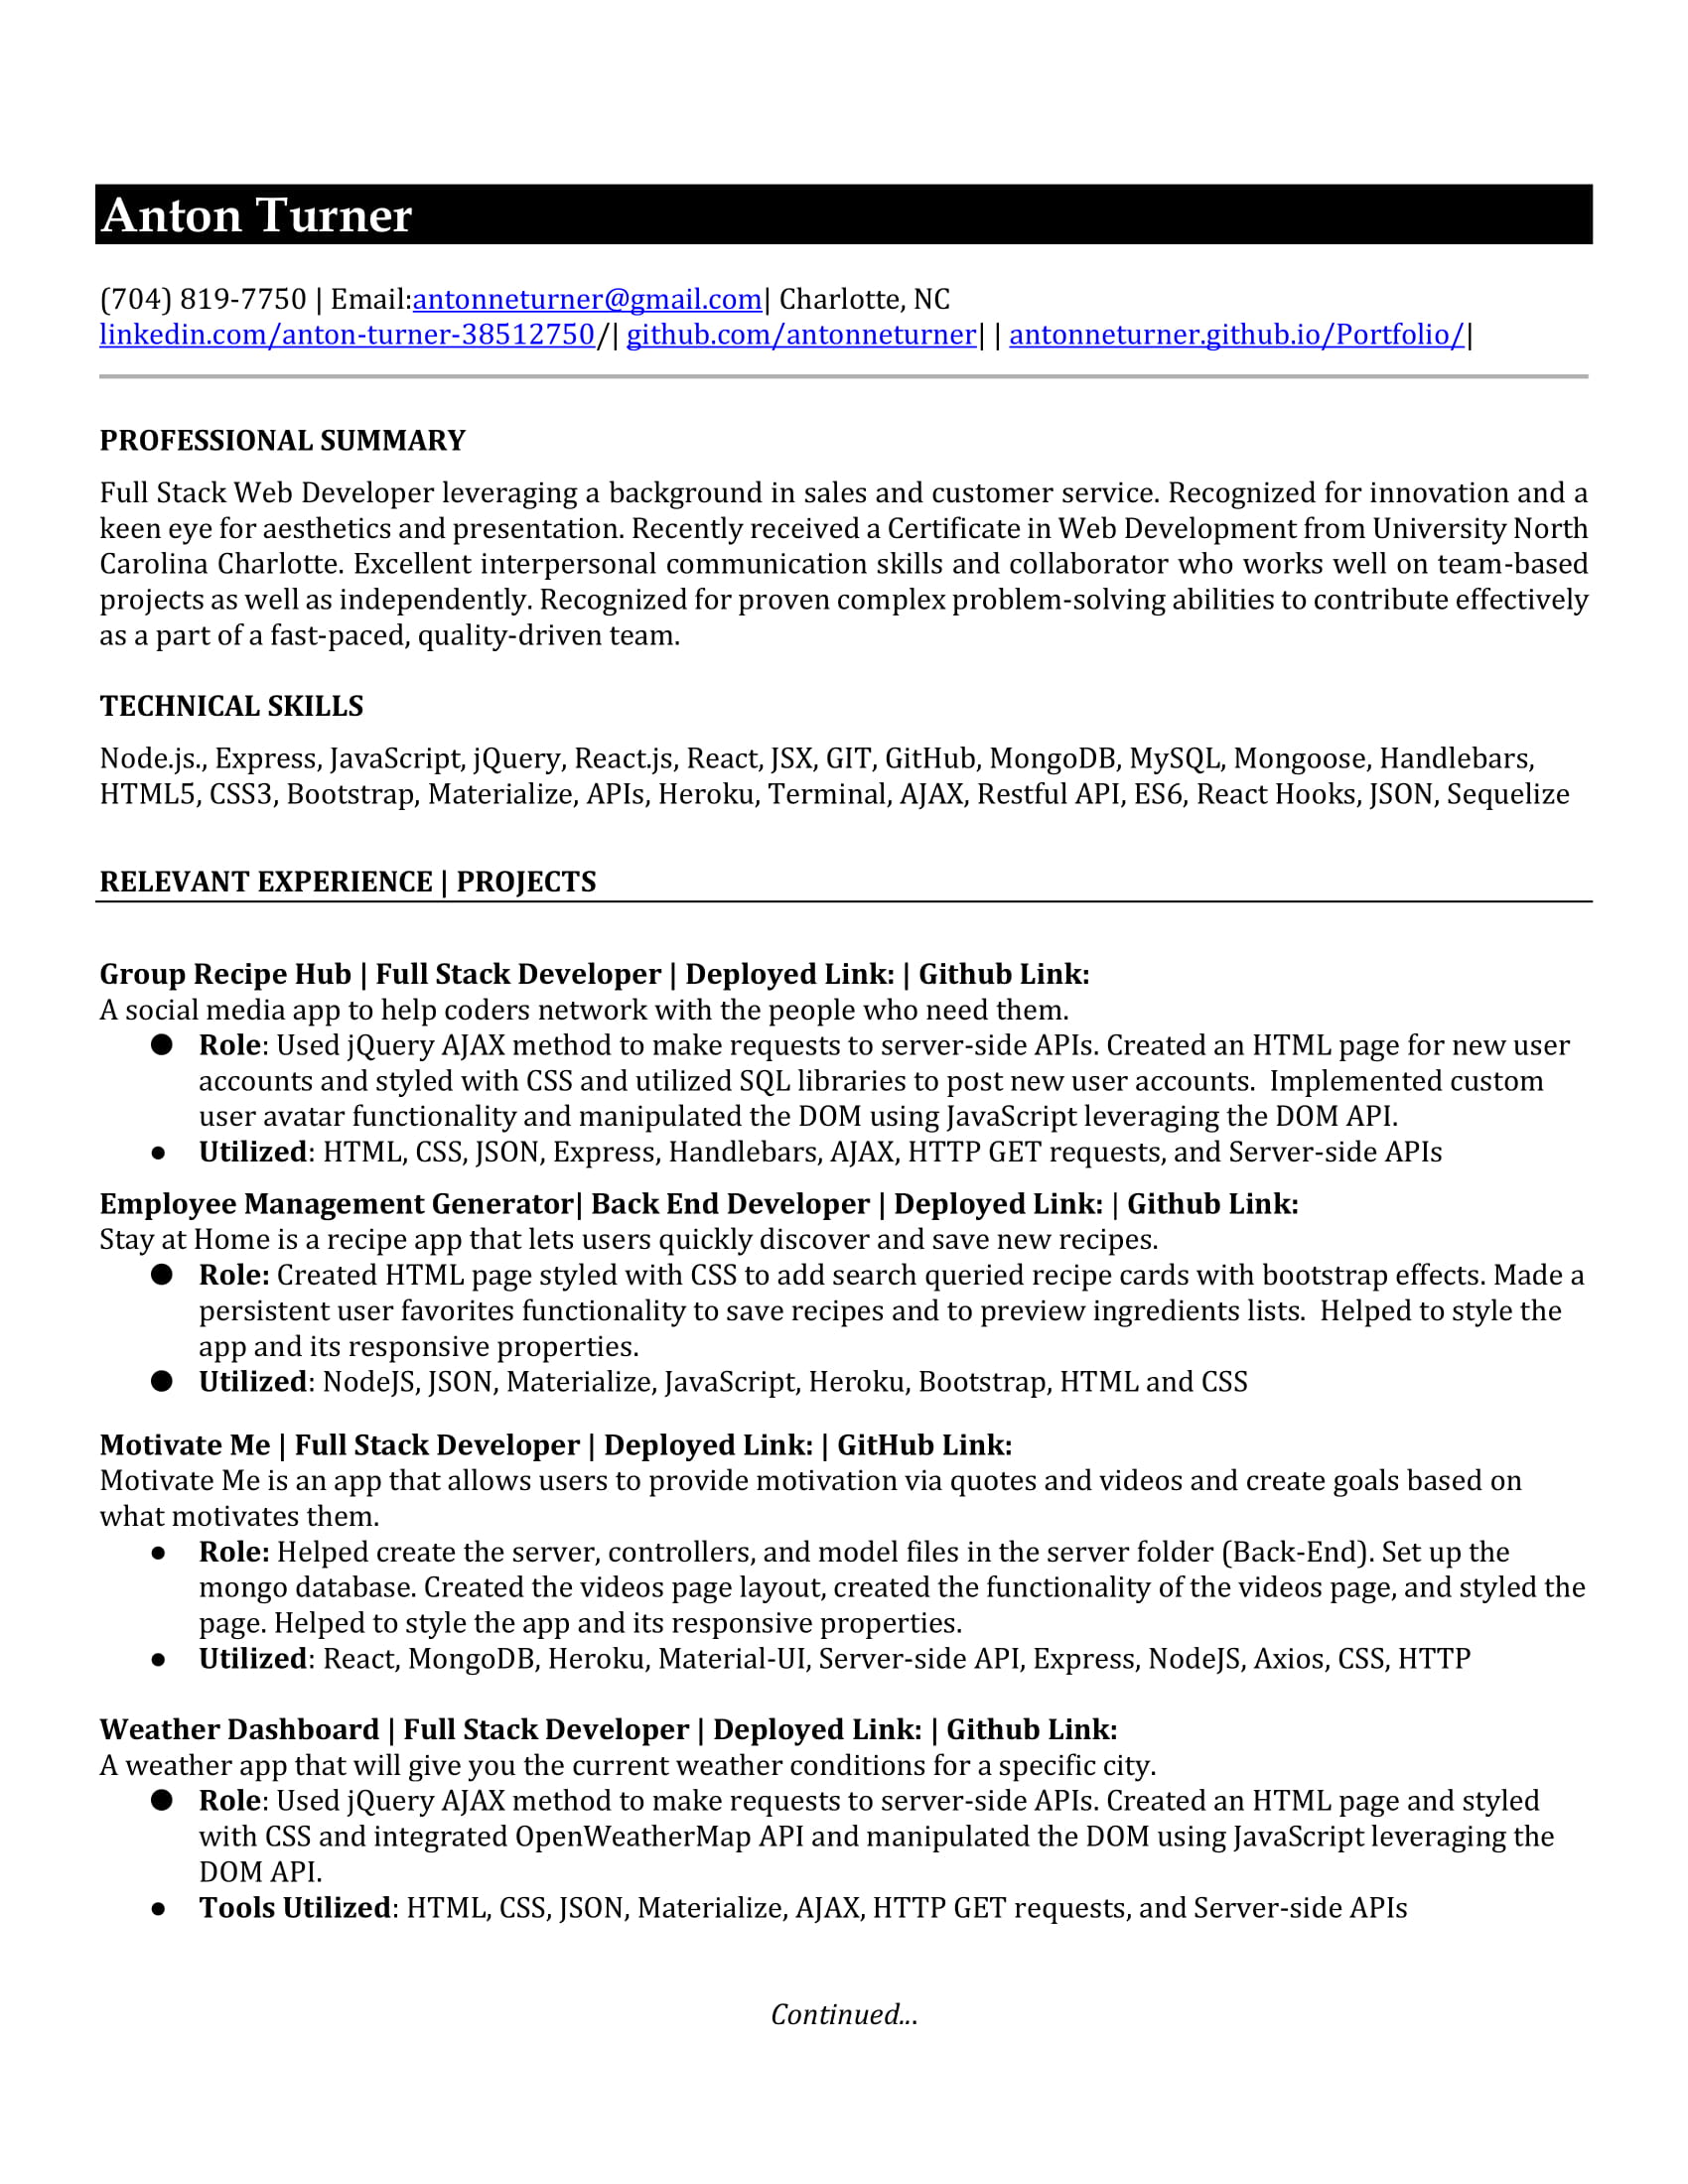 Anton Turner
(704) 819-7750 | Email:antonneturner@gmail.com| Charlotte, NC
linkedin.com/anton-turner-38512750/| github.com/antonneturner| | antonneturner.github.io/Portfolio/|
PROFESSIONAL SUMMARY
Full Stack Web Developer leveraging a background in sales and customer service. Recognized for innovation and a
keen eye for aesthetics and presentation. Recently received a Certificate in Web Development from University North
Carolina Charlotte. Excellent interpersonal communication skills and collaborator who works well on team-based
projects as well as independently. Recognized for proven complex problem-solving abilities to contribute effectively
as a part of a fast-paced, quality-driven team.
TECHNICAL SKILLS
Node.js., Express, JavaScript, jQuery, React.js, React, JSX, GIT, GitHub, MongoDB, MySQL, Mongoose, Handlebars,
HTML5, CSS3, Bootstrap, Materialize, APIs, Heroku, Terminal, AJAX, Restful API, ES6, React Hooks, JSON, Sequelize
RELEVANT EXPERIENCE | PROJECTS
Group Recipe Hub | Full Stack Developer | Deployed Link: | Github Link:
A social media app to help coders network with the people who need them.
● Role: Used jQuery AJAX method to make requests to server-side APIs. Created an HTML page for new user
accounts and styled with CSS and utilized SQL libraries to post new user accounts.  Implemented custom
user avatar functionality and manipulated the DOM using JavaScript leveraging the DOM API.
● Utilized: HTML, CSS, JSON, Express, Handlebars, AJAX, HTTP GET requests, and Server-side APIs
Employee Management Generator| Back End Developer | Deployed Link: | Github Link:
Stay at Home is a recipe app that lets users quickly discover and save new recipes.
● Role: Created HTML page styled with CSS to add search queried recipe cards with bootstrap effects. Made a
persistent user favorites functionality to save recipes and to preview ingredients lists.  Helped to style the
app and its responsive properties.
● Utilized: NodeJS, JSON, Materialize, JavaScript, Heroku, Bootstrap, HTML and CSS
Motivate Me | Full Stack Developer | Deployed Link: | GitHub Link:
Motivate Me is an app that allows users to provide motivation via quotes and videos and create goals based on
what motivates them.
● Role: Helped create the server, controllers, and model files in the server folder (Back-End). Set up the
mongo database. Created the videos page layout, created the functionality of the videos page, and styled the
page. Helped to style the app and its responsive properties.
● Utilized: React, MongoDB, Heroku, Material-UI, Server-side API, Express, NodeJS, Axios, CSS, HTTP
Weather Dashboard | Full Stack Developer | Deployed Link: | Github Link:
A weather app that will give you the current weather conditions for a specific city.
● Role: Used jQuery AJAX method to make requests to server-side APIs. Created an HTML page and styled
with CSS and integrated OpenWeatherMap API and manipulated the DOM using JavaScript leveraging the
DOM API.
● Tools Utilized: HTML, CSS, JSON, Materialize, AJAX, HTTP GET requests, and Server-side APIs
Continued...